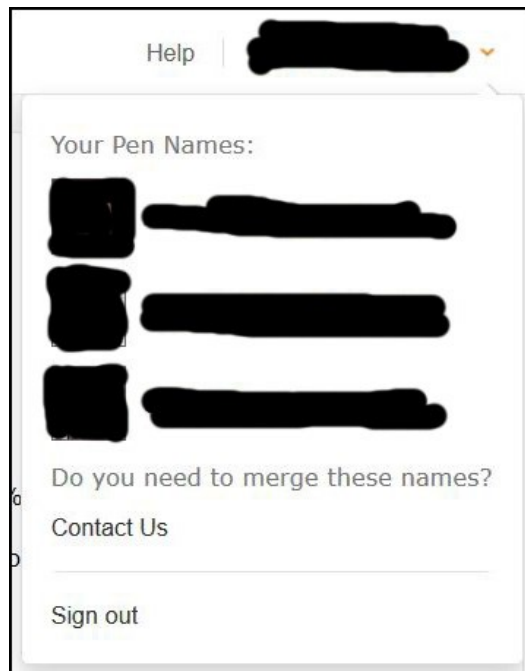 Help
Your Pen Names:
Do you need to merge these names?
Contact Us
Sign out